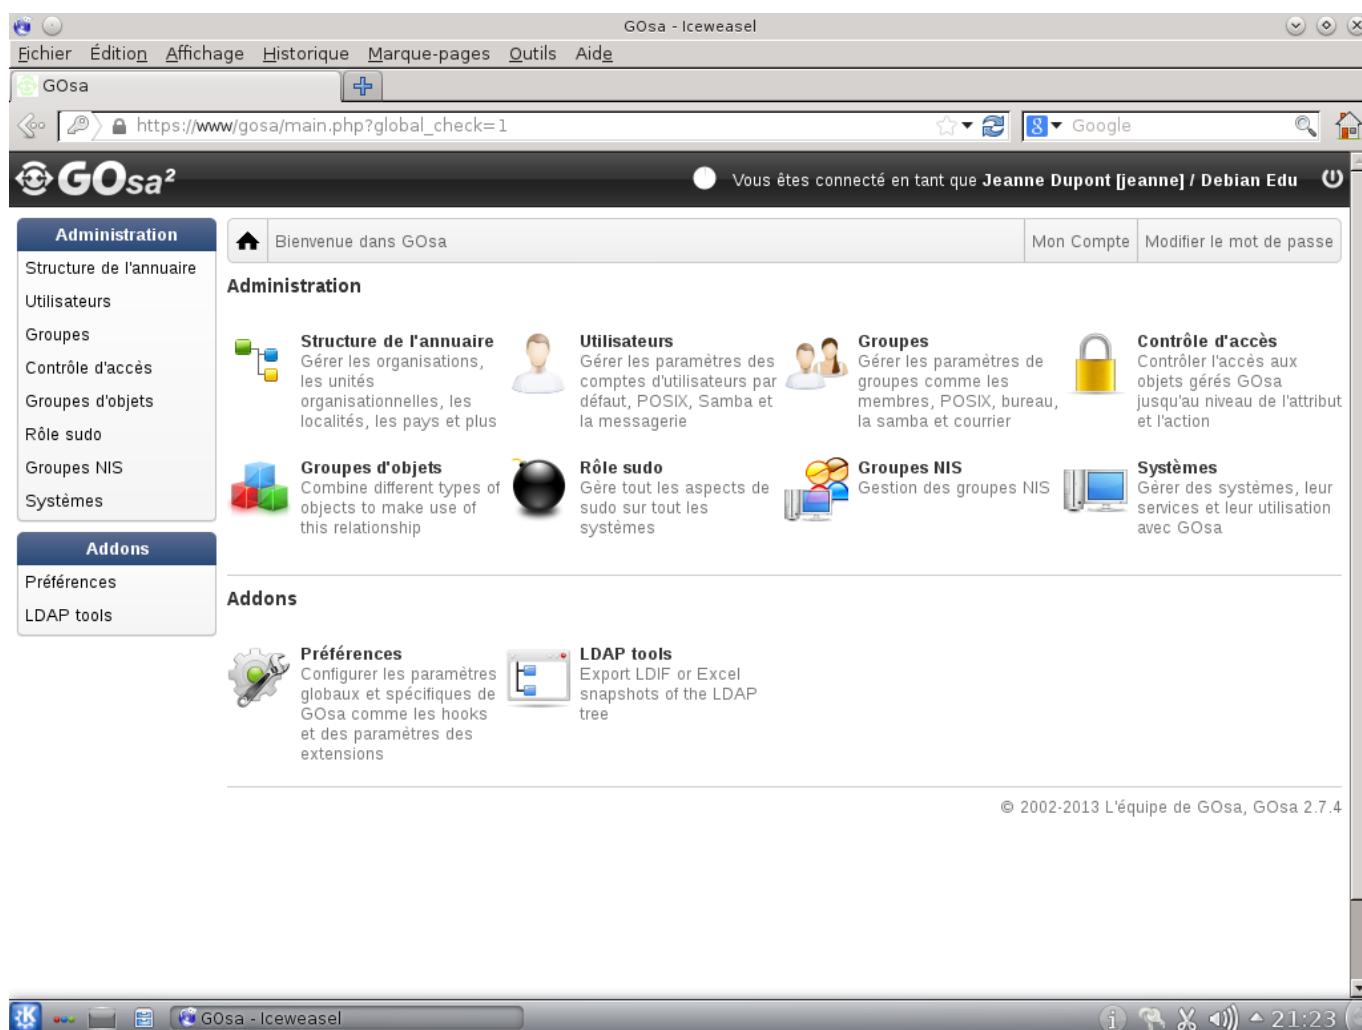 GOsa - Iceweasel
Fichier Édition Affichage Historique Marque-pages Outils Aide
GOsa
https://www/gosa/main.php?global_check=1
Google
GOsa²
Vous êtes connecté en tant que Jeanne Dupont [jeanne] / Debian Edu
Administration
Structure de l'annuaire
Utilisateurs
Groupes
Contrôle d'accès
Groupes d'objets
Rôle sudo
Groupes NIS
Systèmes
Addons
Préférences
LDAP tools
Bienvenue dans GOsa
Mon Compte
Modifier le mot de passe
Administration
Structure de l'annuaire
Gérer les organisations,
les unités
organisationnelles, les
localités, les pays et plus
Utilisateurs
Gérer les paramètres des
comptes d'utilisateurs par
défaut, POSIX, Samba et
la messagerie
Groupes
Gérer les paramètres de
groupes comme les
membres, POSIX, bureau,
la samba et courrier
Contrôle d'accès
Contrôler l'accès aux
objets gérés GOsa
jusqu'au niveau de l'attribut
et l'action
Groupes d'objets
Combine different types of
objects to make use of
this relationship
Rôle sudo
Gère tout les aspects de
sudo sur tout les
systèmes
Groupes NIS
Gestion des groupes NIS
Systèmes
Gérer des systèmes, leur
services et leur utilisation
avec GOsa
Addons
Préférences
Configurer les paramètres
globaux et spécifiques de
GOsa comme les hooks
et des paramètres des
extensions
LDAP tools
Export LDIF or Excel
snapshots of the LDAP
tree
© 2002-2013 L'équipe de GOsa, GOsa 2.7.4
GOsa - Iceweasel
21:23